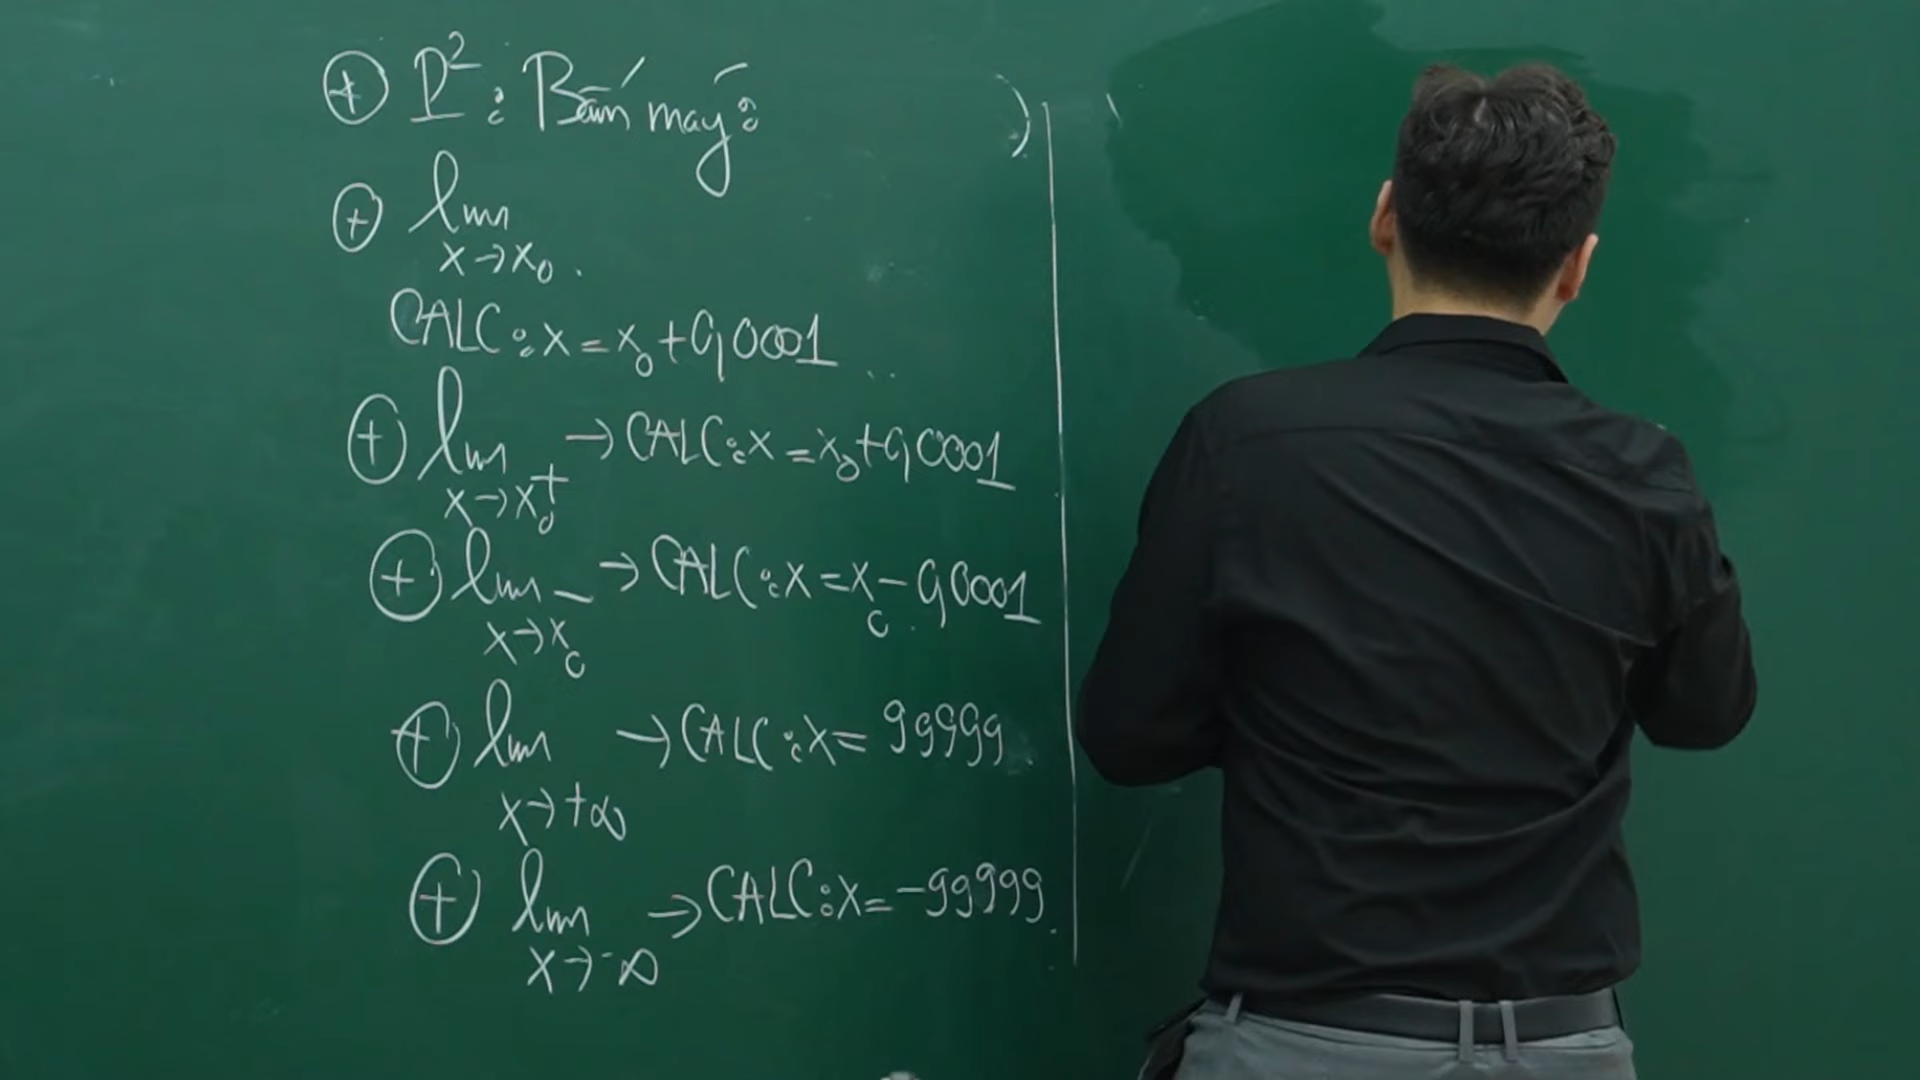 ⊕ P²: Bấm máy:
⊕ lim
x→x₀.
CALC: x = x₀ + 0,0001
⊕ lim → CALC: x = x₀ + 0,0001
x→x₀⁺
⊕ lim → CALC: x = x₀ - 0,0001
x→x₀⁻
⊕ lim → CALC: x = 99999
x→+∞
⊕ lim → CALC: x = -99999.
x→-∞